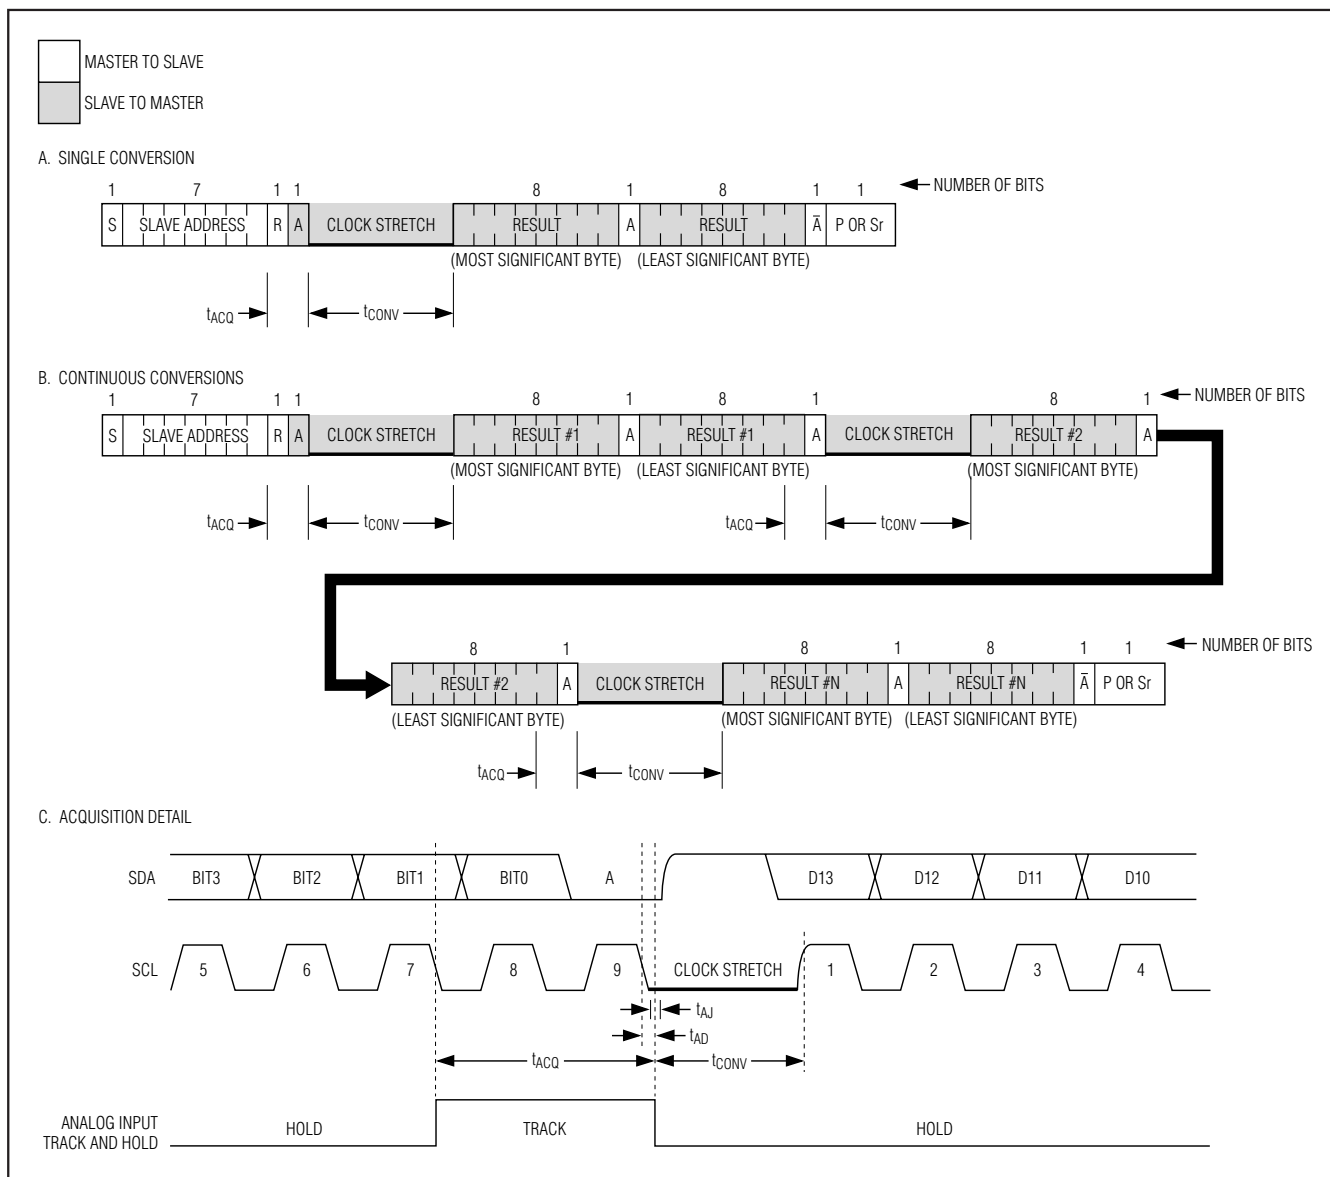 MASTER TO SLAVE
SLAVE TO MASTER
A. SINGLE CONVERSION
1 7 1 1 8 1 8 1 1 NUMBER OF BITS
S SLAVE ADDRESS R A CLOCK STRETCH RESULT A RESULT A̅ P OR Sr
(MOST SIGNIFICANT BYTE) (LEAST SIGNIFICANT BYTE)
tACQ tCONV
B. CONTINUOUS CONVERSIONS
1 7 1 1 8 1 8 1 8 1 NUMBER OF BITS
S SLAVE ADDRESS R A CLOCK STRETCH RESULT #1 A RESULT #1 A CLOCK STRETCH RESULT #2 A
(MOST SIGNIFICANT BYTE) (LEAST SIGNIFICANT BYTE) (MOST SIGNIFICANT BYTE)
tACQ tCONV tACQ tCONV
8 1 8 1 8 1 1 NUMBER OF BITS
RESULT #2 A CLOCK STRETCH RESULT #N A RESULT #N A̅ P OR Sr
(LEAST SIGNIFICANT BYTE) (MOST SIGNIFICANT BYTE) (LEAST SIGNIFICANT BYTE)
tACQ tCONV
C. ACQUISITION DETAIL
SDA BIT3 BIT2 BIT1 BIT0 A D13 D12 D11 D10
SCL 5 6 7 8 9 CLOCK STRETCH 1 2 3 4
tAJ
tAD
tACQ tCONV
ANALOG INPUT
TRACK AND HOLD
HOLD TRACK HOLD